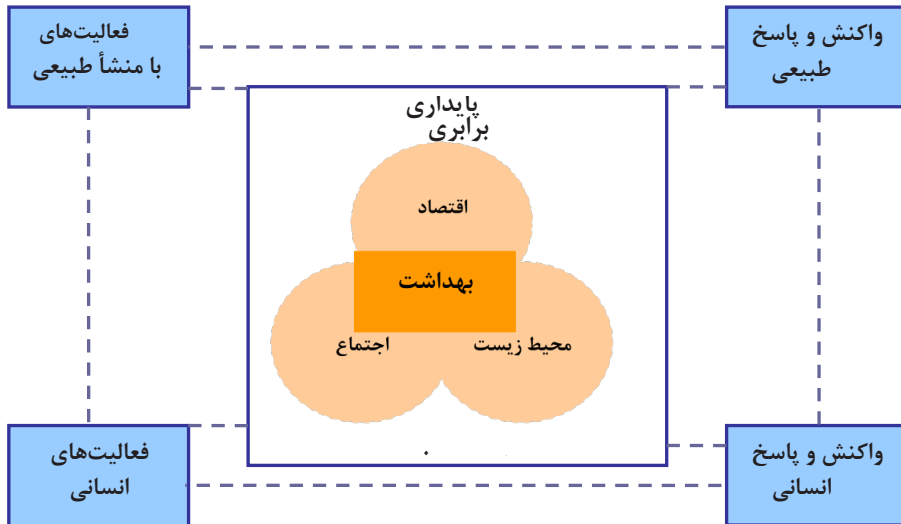 واکنش و پاسخ
طبیعی
فعالیت‌های
با منشأ طبیعی
پایداری
برابری
اقتصاد
بهداشت
محیط زیست
اجتماع
واکنش و پاسخ
انسانی
فعالیت‌های
انسانی